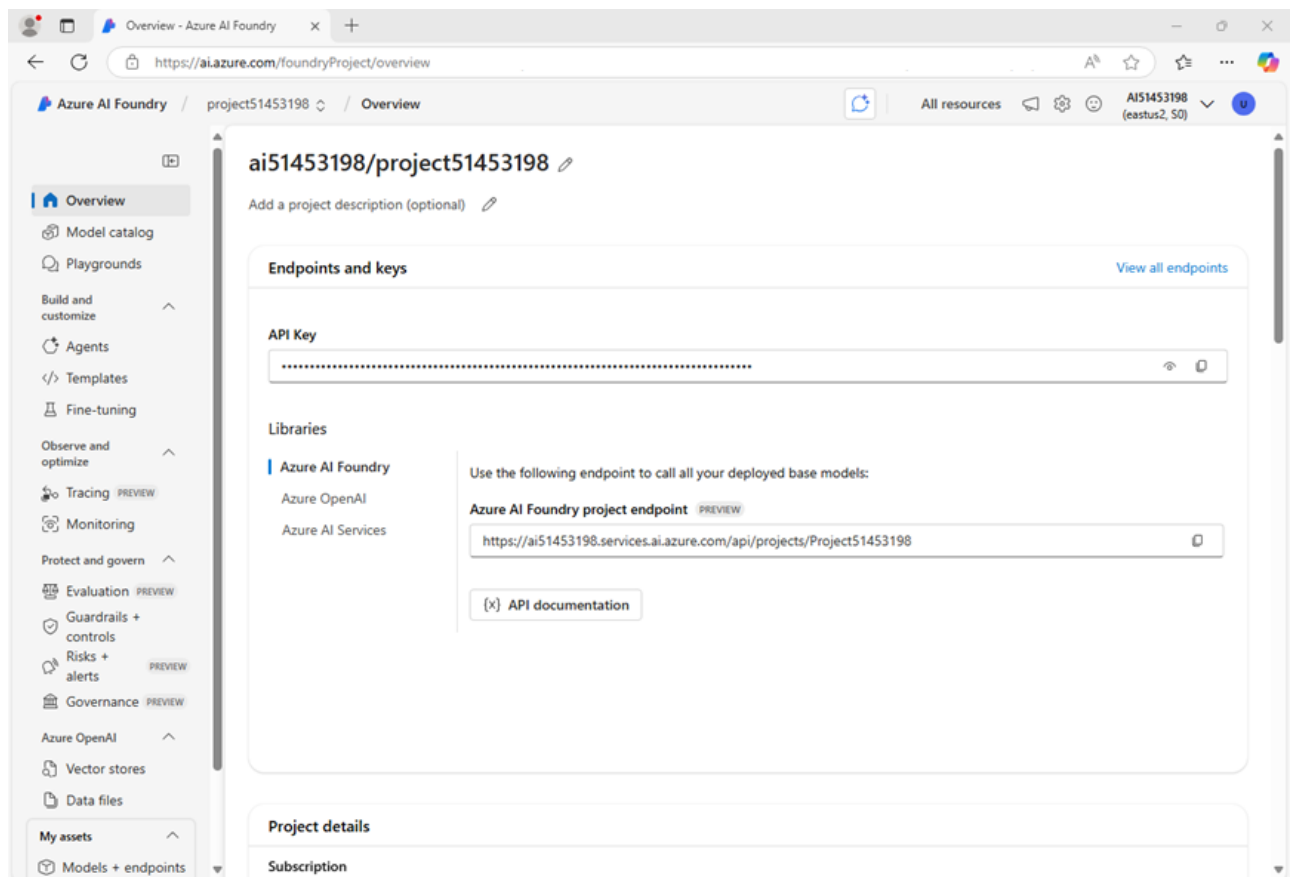 Overview - Azure AI Foundry
https://ai.azure.com/foundryProject/overview
Azure AI Foundry / project51453198 / Overview
All resources
AI51453198
(eastus2, S0)
U
Overview
Model catalog
Playgrounds
Build and
customize
Agents
Templates
Fine-tuning
Observe and
optimize
Tracing PREVIEW
Monitoring
Protect and govern
Evaluation PREVIEW
Guardrails +
controls
Risks +
alerts
PREVIEW
Governance PREVIEW
Azure OpenAI
Vector stores
Data files
My assets
Models + endpoints
ai51453198/project51453198
Add a project description (optional)
Endpoints and keys
View all endpoints
API Key
Libraries
Azure AI Foundry
Azure OpenAI
Azure AI Services
Use the following endpoint to call all your deployed base models:
Azure AI Foundry project endpoint PREVIEW
https://ai51453198.services.ai.azure.com/api/projects/Project51453198
{x} API documentation
Project details
Subscription